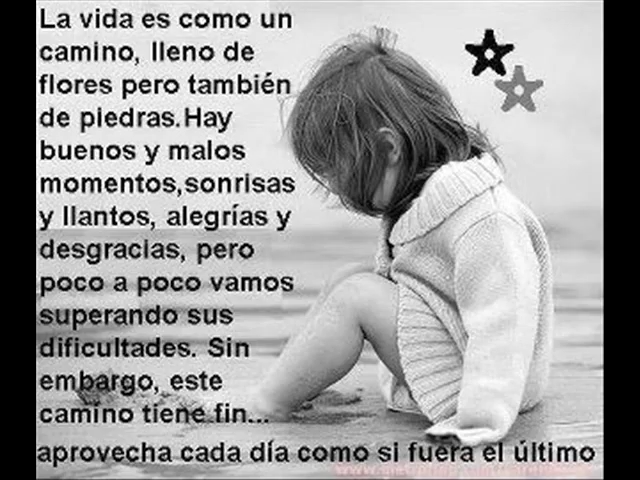 La vida es como un
camino, lleno de
flores pero también
de piedras.Hay
buenos y malos
momentos,sonrisas
y llantos, alegrías y
desgracias, pero
poco a poco vamos
superando sus
dificultades. Sin
embargo, este
camino tiene fin...
aprovecha cada día como si fuera el último